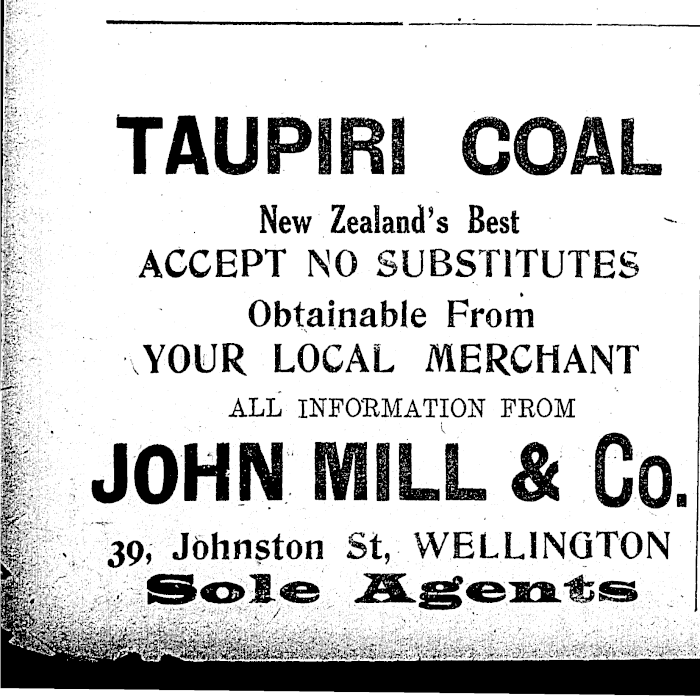 TAUPIRI COAL
New Zealand's Best
ACCEPT NO SUBSTITUTES
Obtainable From
YOUR LOCAL MERCHANT
ALL INFORMATION FROM
JOHN MILL & Co.
39, Johnston St, WELLINGTON
Sole Agents